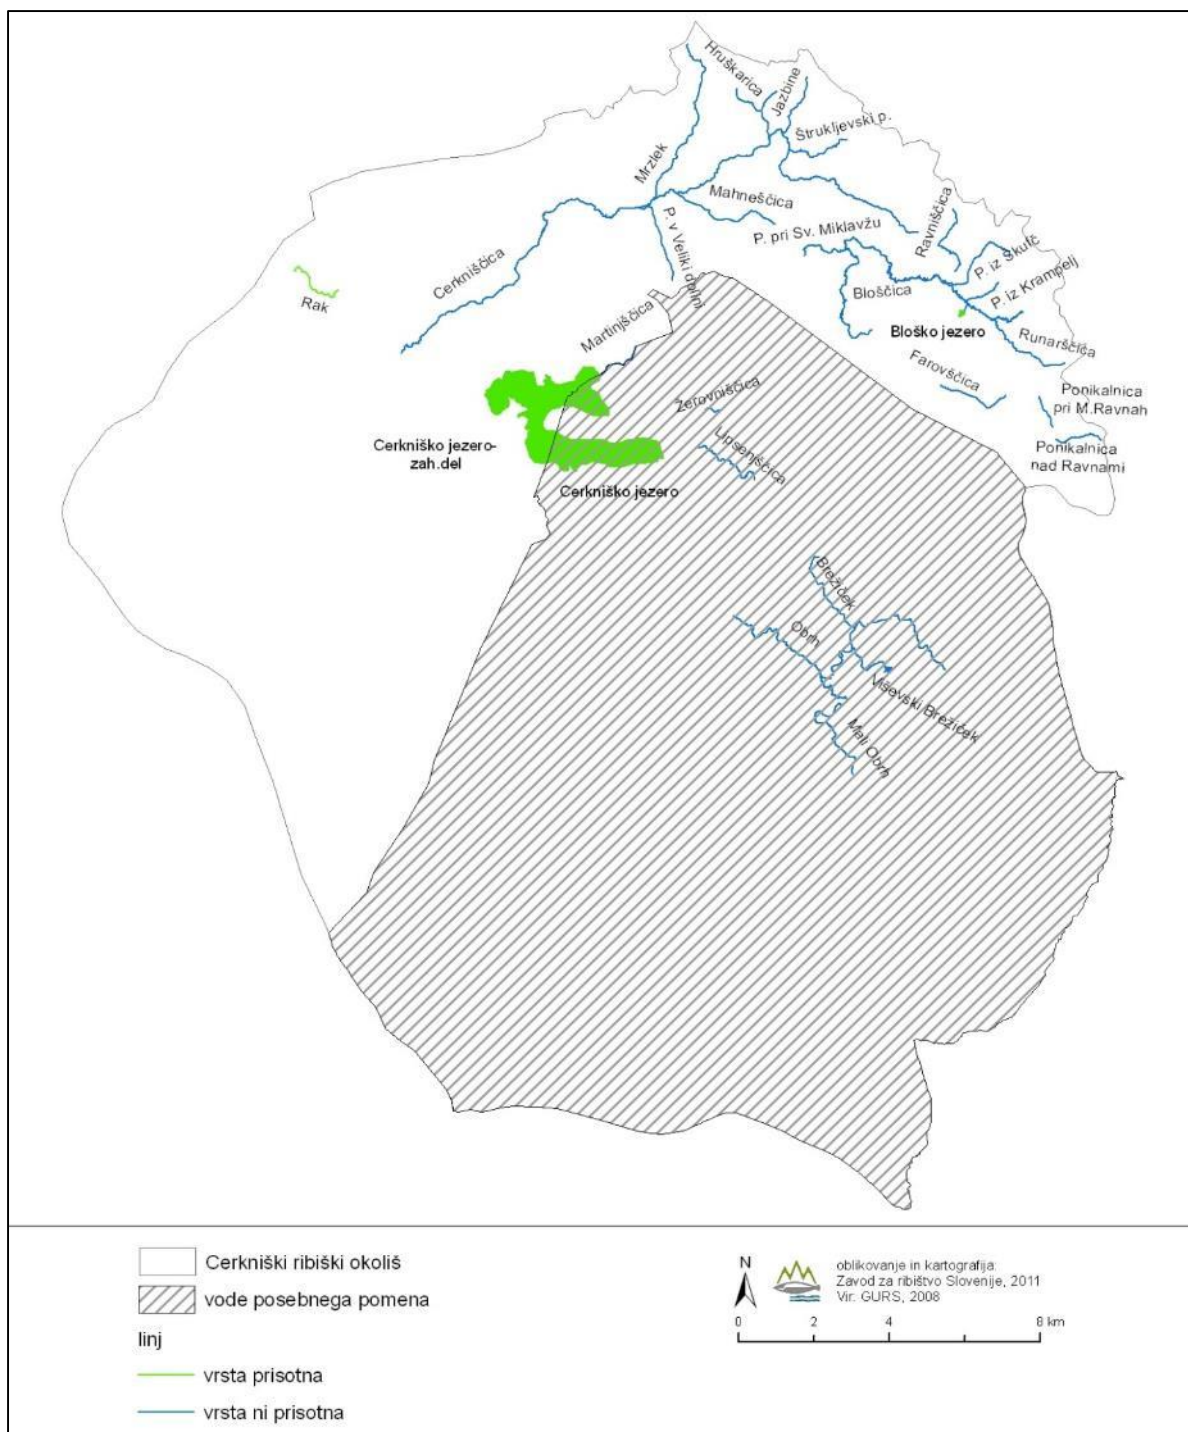 Hruškarica
Jazbine
Štrukljevski p.
Mrzlek
Mahneščica
P. pri Sv. Miklavžu
Ravniščica
P. iz Škufč
P. iz Krampelj
P. v Veliki dolini
Cerkniščica
Rak
Bloščica
Bloško jezero
Runarščica
Martinjščica
Farovščica
Ponikalnica
pri M.Ravnah
Žerovniščica
Lipsenjščica
Ponikalnica
nad Ravnami
Cerkniško jezero-
zah.del
Cerkniško jezero
Brežiček
Obrh
Viševski Brežiček
Mali Obrh
Cerkniški ribiški okoliš
vode posebnega pomena
linj
vrsta prisotna
vrsta ni prisotna
N
oblikovanje in kartografija:
Zavod za ribištvo Slovenije, 2011
Vir: GURS, 2008
0 2 4 8 km